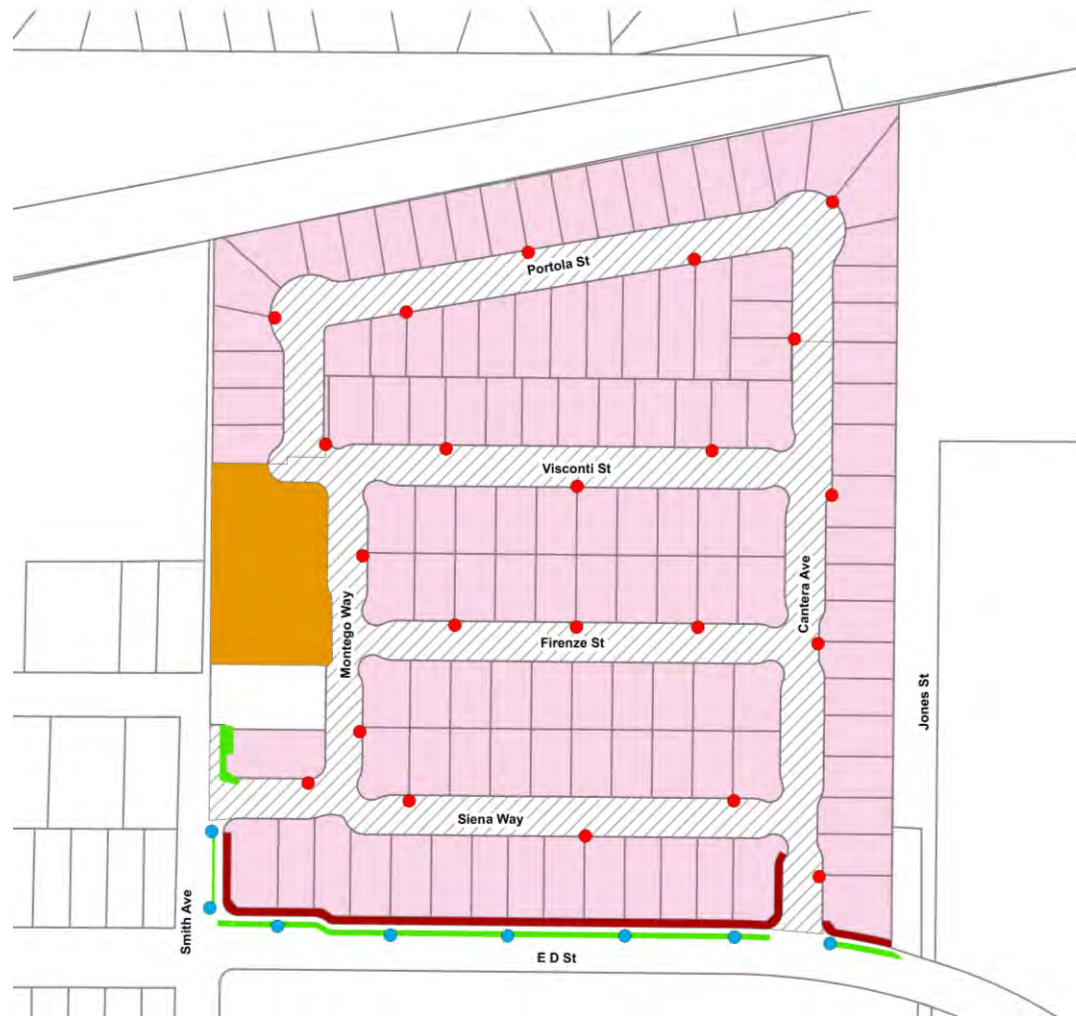 Portola St
Visconti St
Montego Way
Cantera Ave
Firenze St
Jones St
Siena Way
Smith Ave
E D St